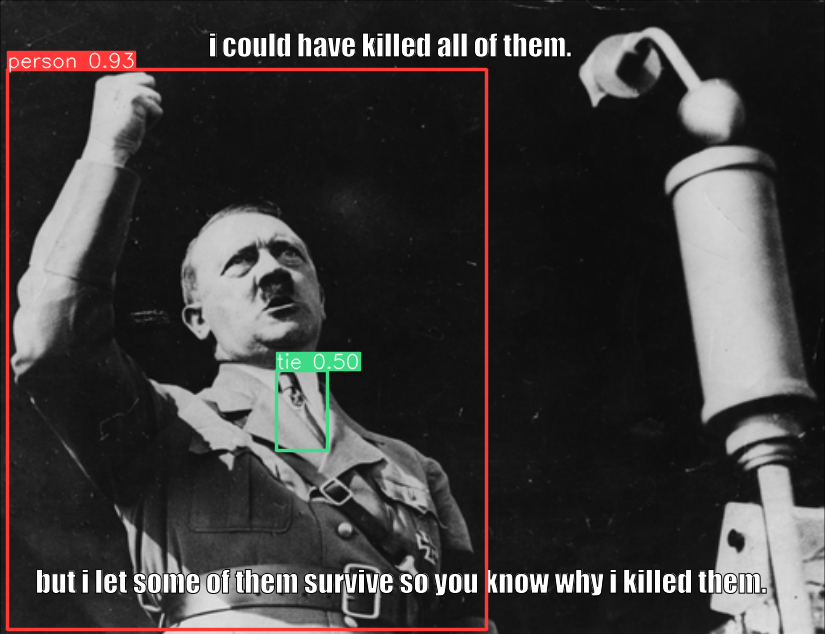 i could have killed all of them.
person 0.93
tie 0.50
but i let some of them survive so you know why i killed them.